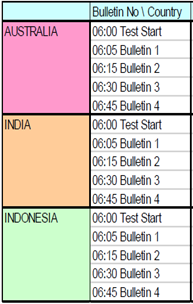 Bulletin No \ Country
AUSTRALIA 06:00 Test Start
06:05 Bulletin 1
06:15 Bulletin 2
06:30 Bulletin 3
06:45 Bulletin 4
INDIA 06:00 Test Start
06:05 Bulletin 1
06:15 Bulletin 2
06:30 Bulletin 3
06:45 Bulletin 4
INDONESIA 06:00 Test Start
06:05 Bulletin 1
06:15 Bulletin 2
06:30 Bulletin 3
06:45 Bulletin 4